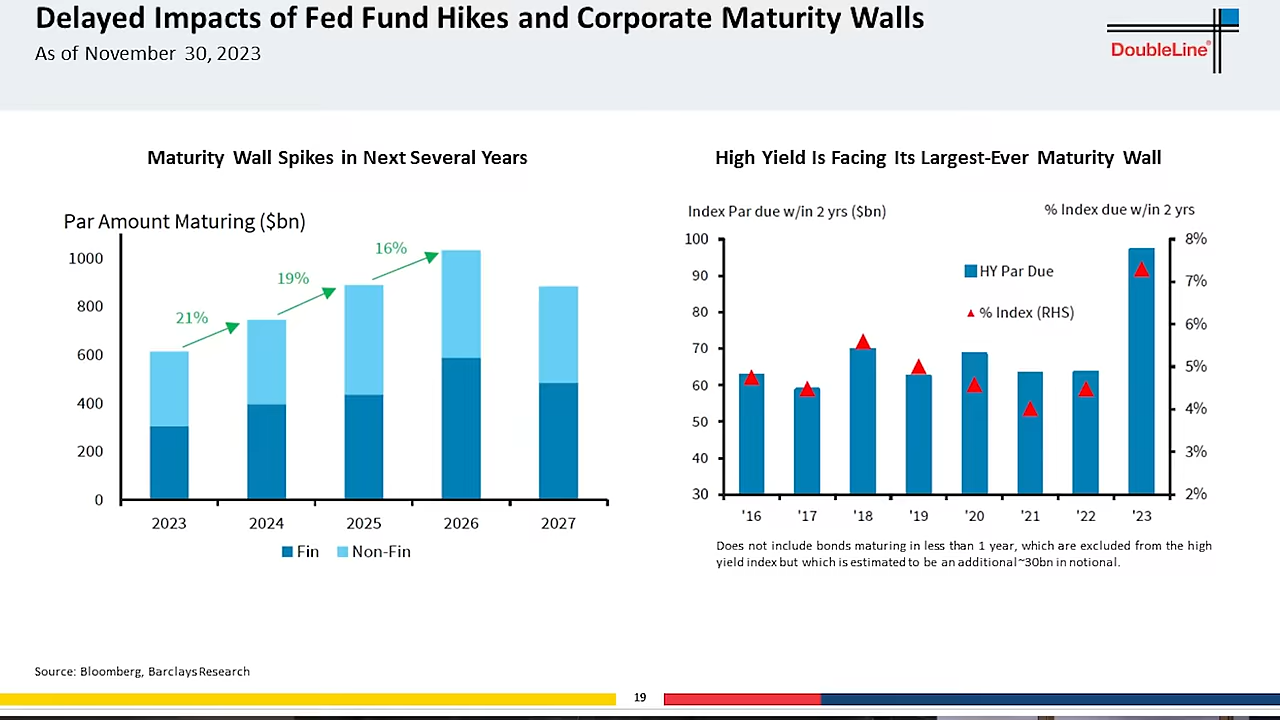 Delayed Impacts of Fed Fund Hikes and Corporate Maturity Walls
As of November 30, 2023
DoubleLine®
Maturity Wall Spikes in Next Several Years
Par Amount Maturing ($bn)
1000
800
600
400
200
0
21%
19%
16%
2023 2024 2025 2026 2027
Fin Non-Fin
High Yield Is Facing Its Largest-Ever Maturity Wall
Index Par due w/in 2 yrs ($bn) % Index due w/in 2 yrs
100
90
80
70
60
50
40
30
HY Par Due
% Index (RHS)
8%
7%
6%
5%
4%
3%
2%
'16 '17 '18 '19 '20 '21 '22 '23
Does not include bonds maturing in less than 1 year, which are excluded from the high
yield index but which is estimated to be an additional ~30bn in notional.
Source: Bloomberg, Barclays Research
19